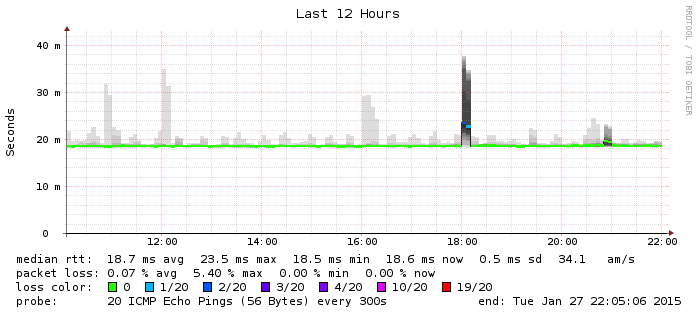 Last 12 Hours
RRDTOOL / TOBI OETIKER
Seconds
40 m
30 m
20 m
10 m
0
12:00 14:00 16:00 18:00 20:00 22:00
median rtt: 18.7 ms avg 23.5 ms max 18.5 ms min 18.6 ms now 0.5 ms sd 34.1 am/s
packet loss: 0.07 % avg 5.40 % max 0.00 % min 0.00 % now
loss color: 0 1/20 2/20 3/20 4/20 10/20 19/20
probe: 20 ICMP Echo Pings (56 Bytes) every 300s end: Tue Jan 27 22:05:06 2015